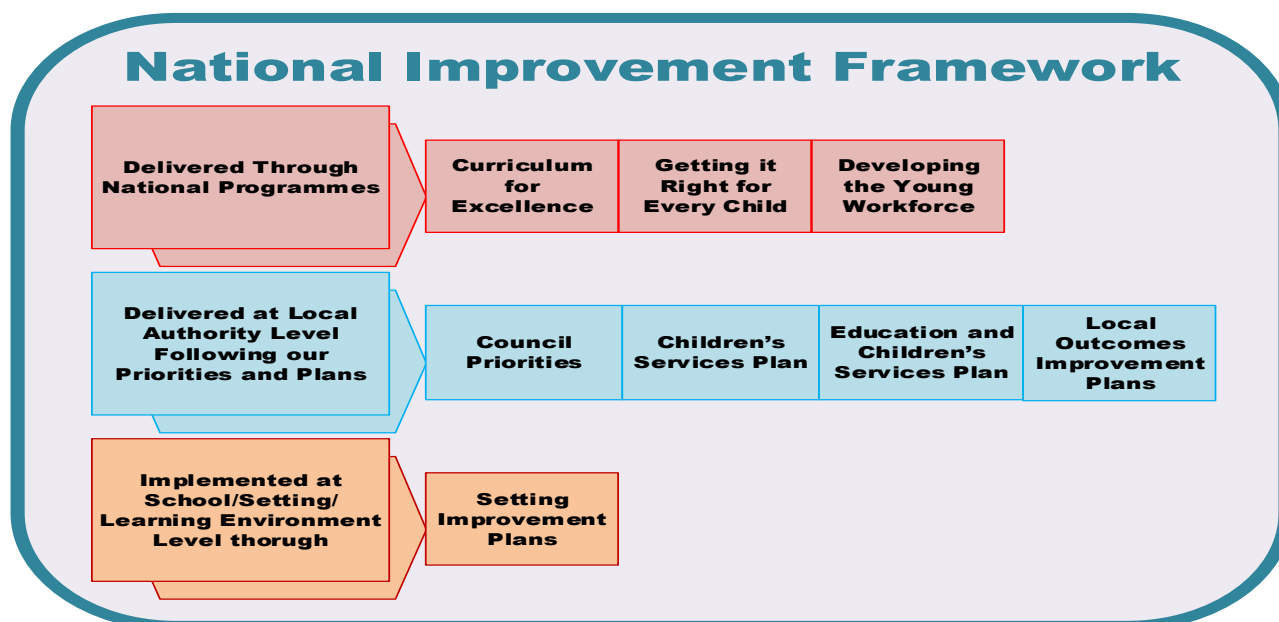 National Improvement Framework
Delivered Through
National Programmes
Curriculum
for
Excellence
Getting it
Right for
Every Child
Developing
the Young
Workforce
Delivered at Local
Authority Level
Following our
Priorities and Plans
Council
Priorities
Children’s
Services Plan
Education and
Children’s
Services Plan
Local
Outcomes
Improvement
Plans
Implemented at
School/Setting/
Learning Environment
Level thorugh
Setting
Improvement
Plans